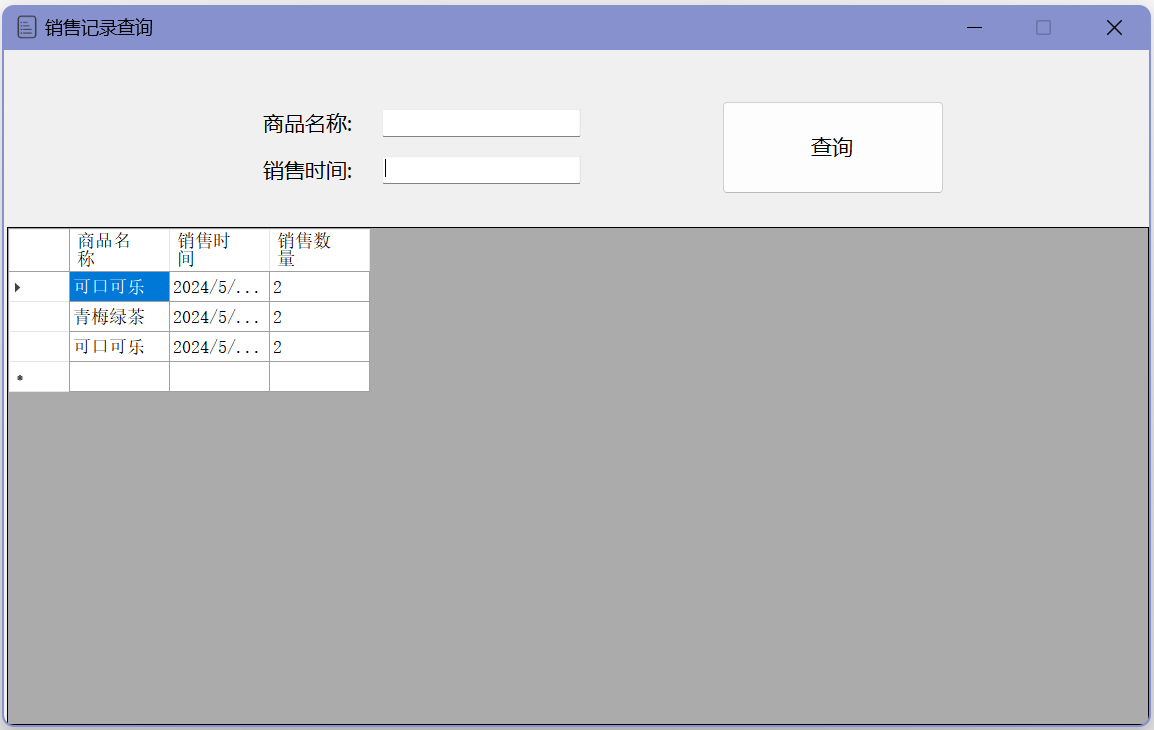 销售记录查询
商品名称:
销售时间:
查询
商品名
称
销售时
间
销售数
量
可口可乐 2024/5/... 2
青梅绿茶 2024/5/... 2
可口可乐 2024/5/... 2